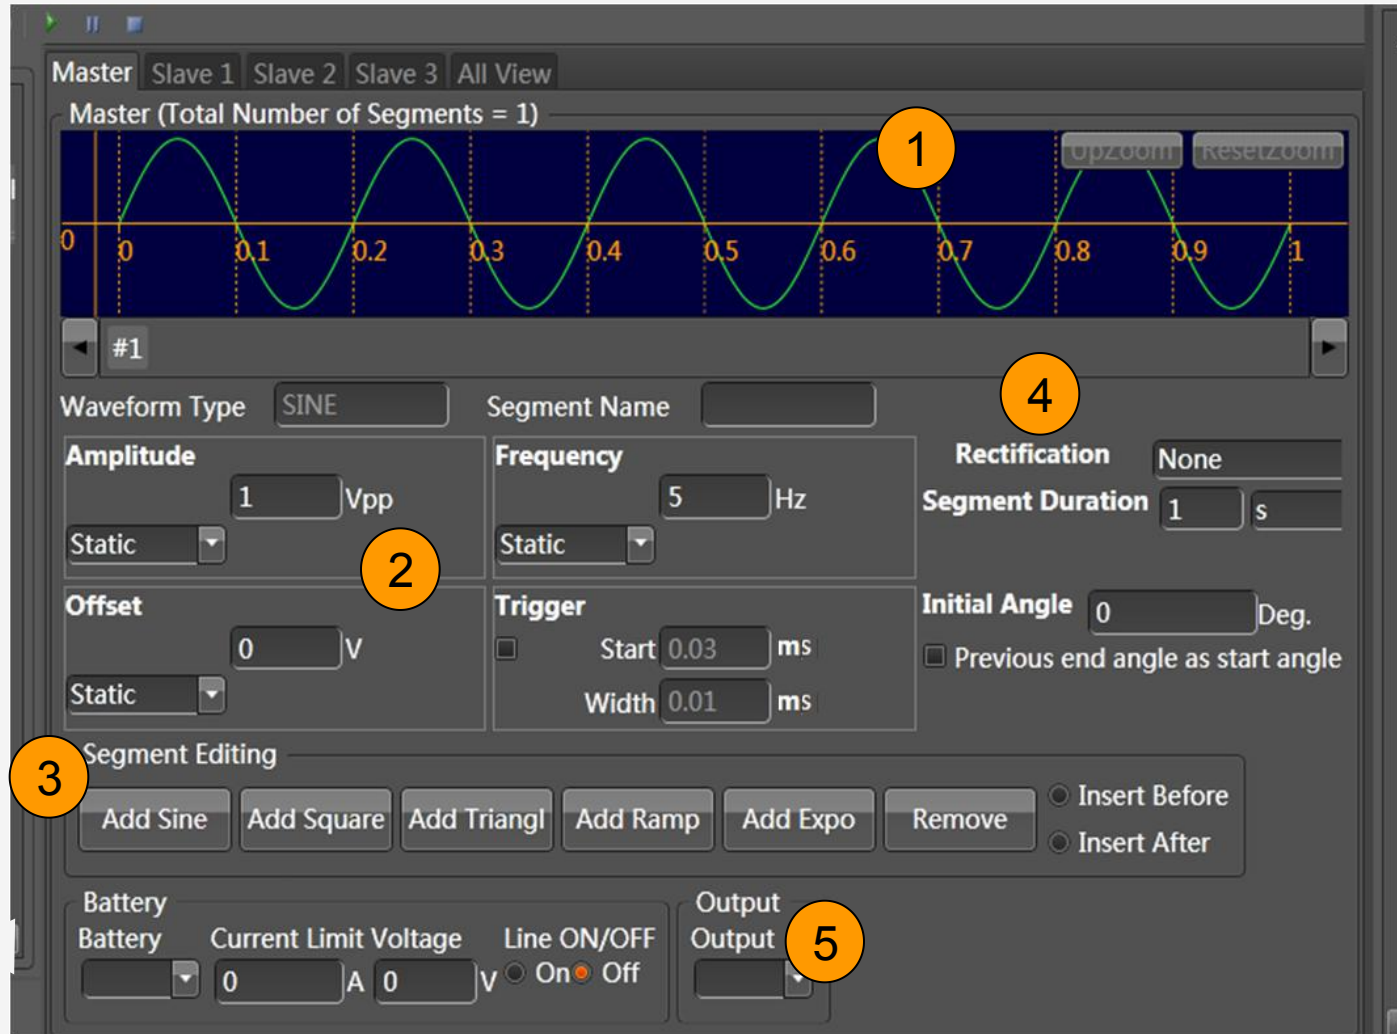 Master Slave 1 Slave 2 Slave 3 All View
Master (Total Number of Segments = 1)
1
UpZoom ResetZoom
0 0 0.1 0.2 0.3 0.4 0.5 0.6 0.7 0.8 0.9 1
#1
4
Waveform Type SINE Segment Name
Amplitude Frequency Rectification None
1 Vpp 5 Hz Segment Duration 1 s
Static Static
2
Offset Trigger Initial Angle 0 Deg.
0 V Start 0.03 ms Previous end angle as start angle
Static Width 0.01 ms
3
Segment Editing
Add Sine Add Square Add Triangl Add Ramp Add Expo Remove Insert Before
Insert After
Battery Output
Battery Current Limit Voltage Line ON/OFF Output 5
0 A 0 V On Off